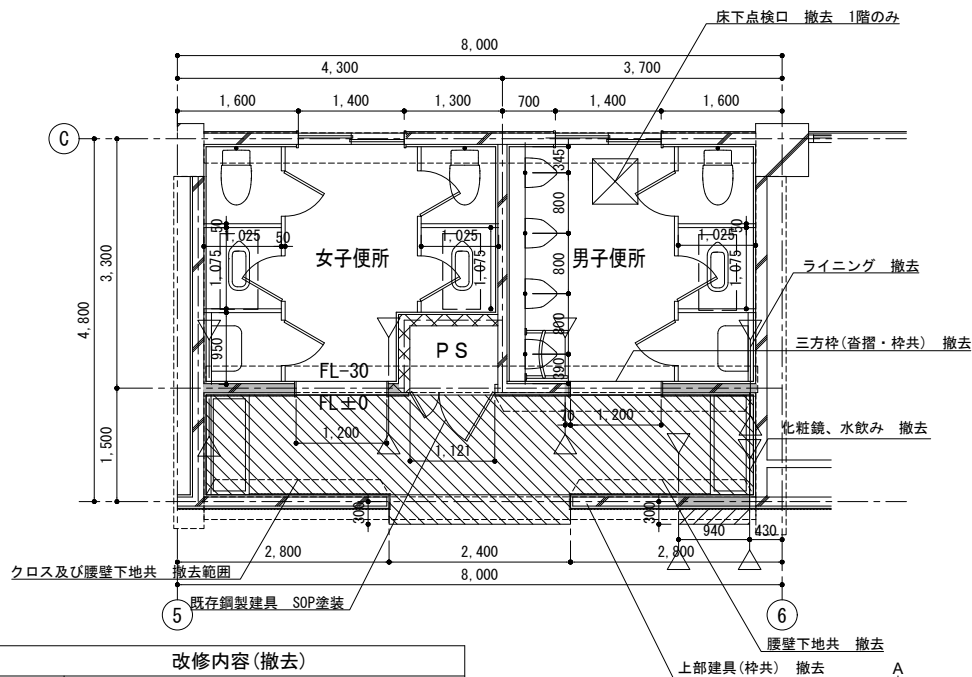 床下点検口　撤去　1階のみ
8,000
4,300
3,700
1,600
1,400
1,300
700
1,400
1,600
C
345
50
1,025
50
1,025
800
1,025
50
3,300
女子便所
男子便所
1,075
1,075
800
1,075
ライニング　撤去
4,800
950
PS
800
三方枠(沓摺・枠共)　撤去
FL-30
390
FL±0
70
1,200
化粧鏡、水飲み　撤去
1,200
1,121
1,500
300
300
940
430
2,800
2,400
2,800
クロス及び腰壁下地共　撤去範囲
8,000
既存鋼製建具　SOP塗装
5
6
腰壁下地共　撤去
改修内容(撤去)
上部建具(枠共)　撤去
A